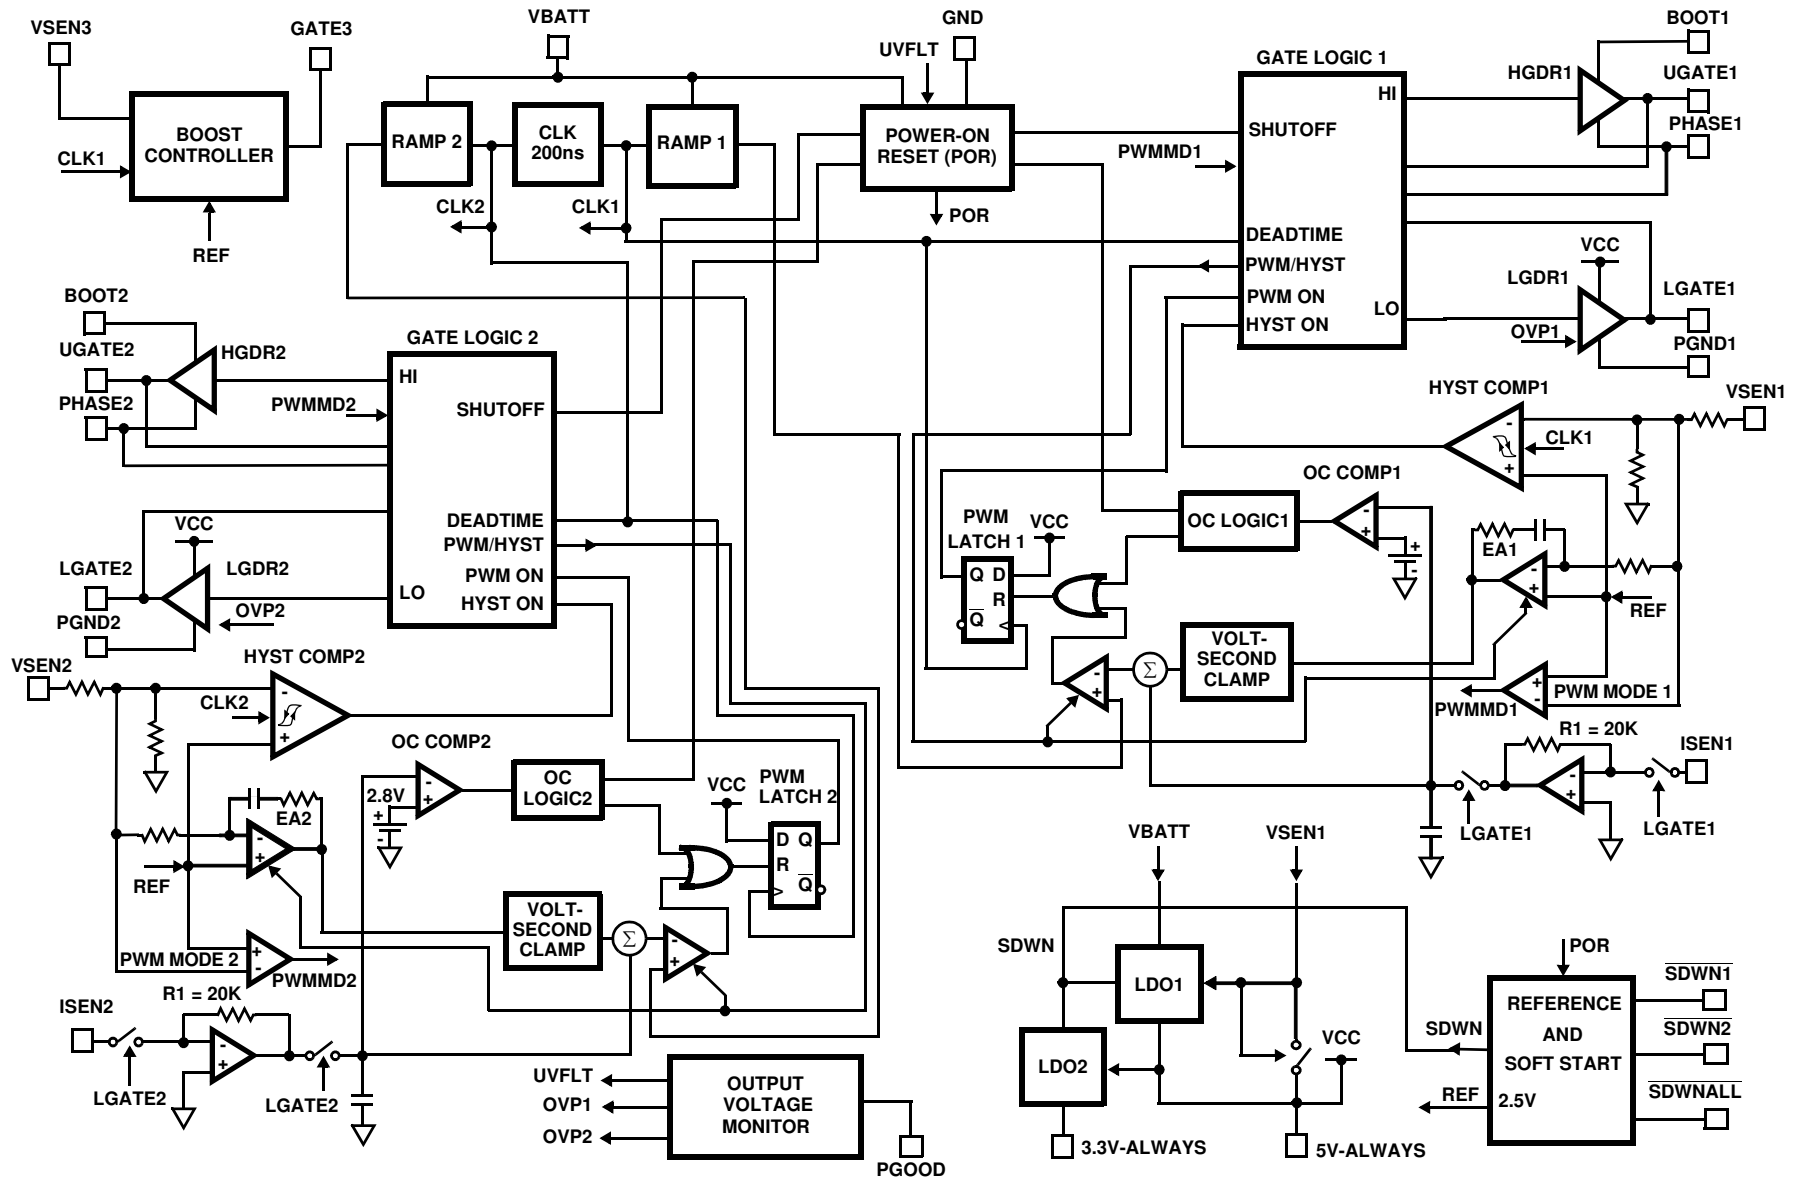 VSEN3
GATE3
BOOST
CONTROLLER
CLK1
REF
VBATT
RAMP 2
CLK
200ns
RAMP 1
CLK2
CLK1
GND
UVFLT
POWER-ON
RESET (POR)
POR
GATE LOGIC 1
HI
SHUTOFF
PWMMD1
DEADTIME
PWM/HYST
PWM ON
HYST ON
LO
BOOT1
HGDR1
UGATE1
PHASE1
VCC
LGDR1
LGATE1
OVP1
PGND1
BOOT2
UGATE2
HGDR2
PHASE2
PWMMD2
GATE LOGIC 2
HI
SHUTOFF
DEADTIME
PWM/HYST
PWM ON
HYST ON
LO
VCC
LGATE2
LGDR2
OVP2
PGND2
HYST COMP1
VSEN1
-
CLK1
+
OC COMP1
OC LOGIC1
-
+
+
-
PWM
LATCH 1
VCC
Q D
R
Q
<
EA1
-
+
REF
VOLT-
SECOND
CLAMP
Σ
-
+
+
-
PWM MODE 1
PWMMD1
R1 = 20K
ISEN1
-
+
LGATE1
LGATE1
VSEN2
HYST COMP2
CLK2
-
+
OC COMP2
2.8V
-
+
+
-
OC
LOGIC2
VCC
PWM
LATCH 2
D Q
R
Q
>
EA2
-
+
REF
VOLT-
SECOND
CLAMP
Σ
-
+
+
-
PWM MODE 2
PWMMD2
R1 = 20K
ISEN2
-
+
LGATE2
LGATE2
UVFLT
OVP1
OVP2
OUTPUT
VOLTAGE
MONITOR
PGOOD
VBATT
VSEN1
SDWN
LDO1
LDO2
VCC
3.3V-ALWAYS
5V-ALWAYS
POR
REFERENCE
AND
SOFT START
2.5V
SDWN
REF
SDWN1
SDWN2
SDWNALL